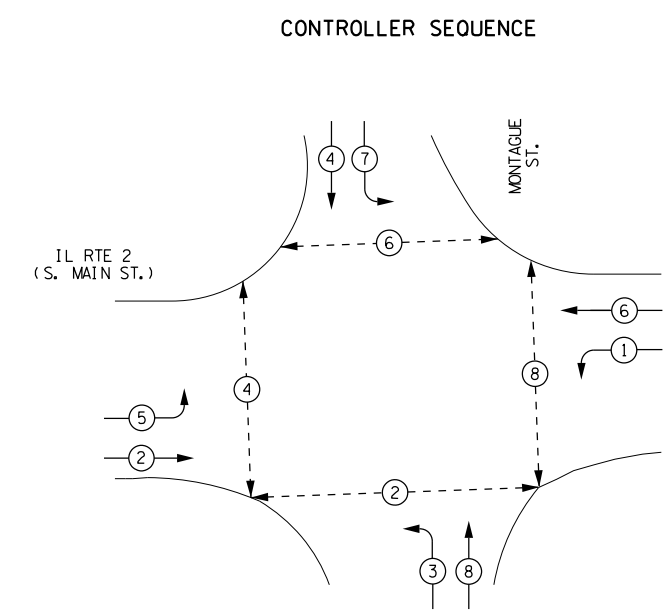 CONTROLLER SEQUENCE
MONTAGUE
ST.
4 7
6
IL RTE 2
(S. MAIN ST.)
6
1
8
4
5
2
2
3 8